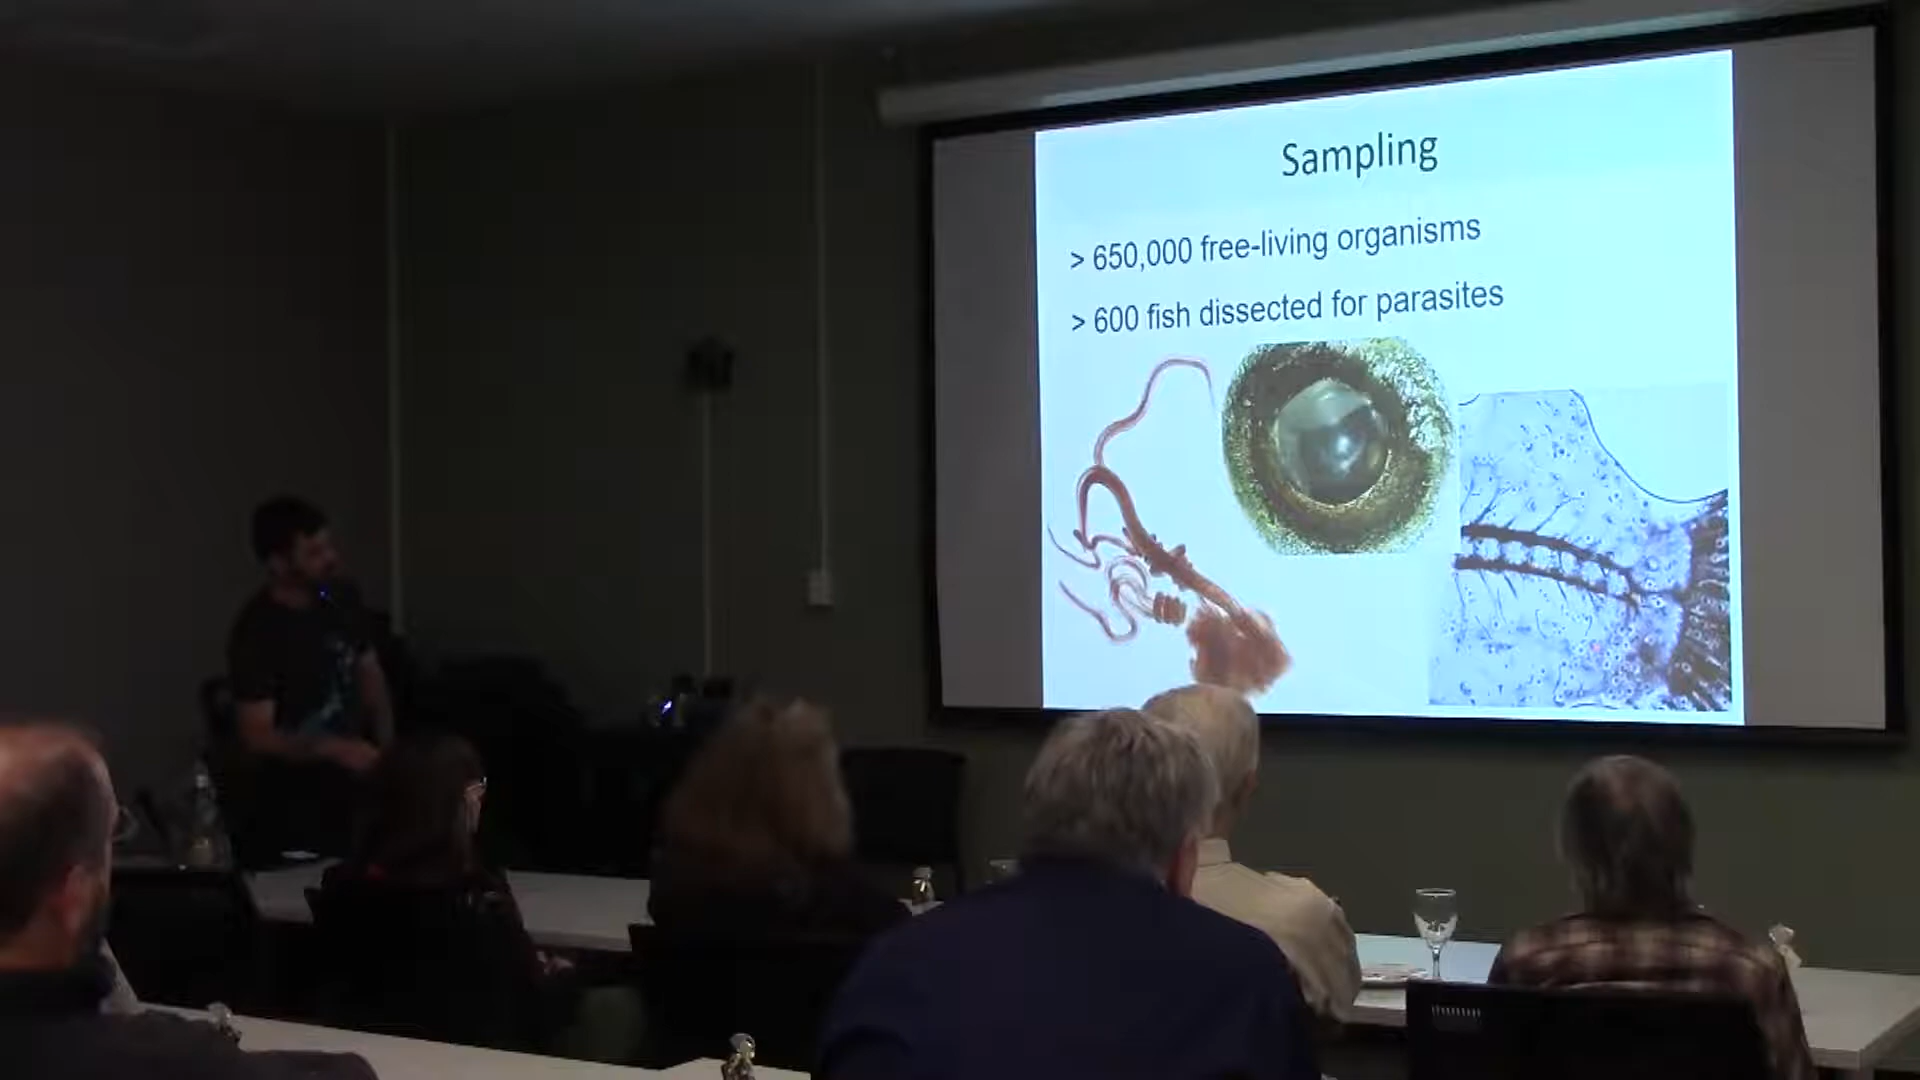 Sampling
> 650,000 free-living organisms
> 600 fish dissected for parasites